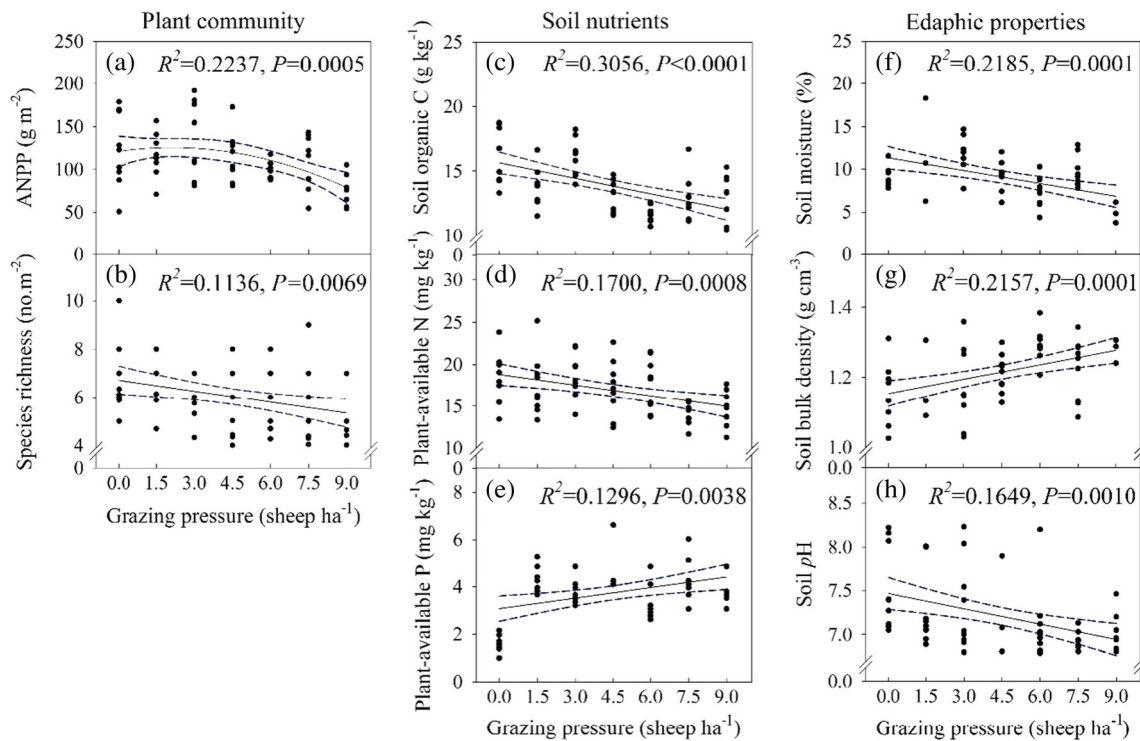 Plant community
Soil nutrients
Edaphic properties
(a)
R²=0.2237, P=0.0005
ANPP (g m⁻²)
250
200
150
100
50
0
(b)
R²=0.1136, P=0.0069
Species richness (no.m⁻²)
10
8
6
4
0
0.0 1.5 3.0 4.5 6.0 7.5 9.0
Grazing pressure (sheep ha⁻¹)
(c)
R²=0.3056, P<0.0001
Soil organic C (g kg⁻¹)
25
20
15
10
0
(d)
R²=0.1700, P=0.0008
Plant-available N (mg kg⁻¹)
30
25
20
15
10
0
(e)
R²=0.1296, P=0.0038
Plant-available P (mg kg⁻¹)
8
6
4
2
0
0.0 1.5 3.0 4.5 6.0 7.5 9.0
Grazing pressure (sheep ha⁻¹)
(f)
R²=0.2185, P=0.0001
Soil moisture (%)
25
20
15
10
5
0
(g)
R²=0.2157, P=0.0001
Soil bulk density (g cm⁻³)
1.4
1.2
1.0
0.0
(h)
R²=0.1649, P=0.0010
Soil pH
8.5
8.0
7.5
7.0
0.0
0.0 1.5 3.0 4.5 6.0 7.5 9.0
Grazing pressure (sheep ha⁻¹)